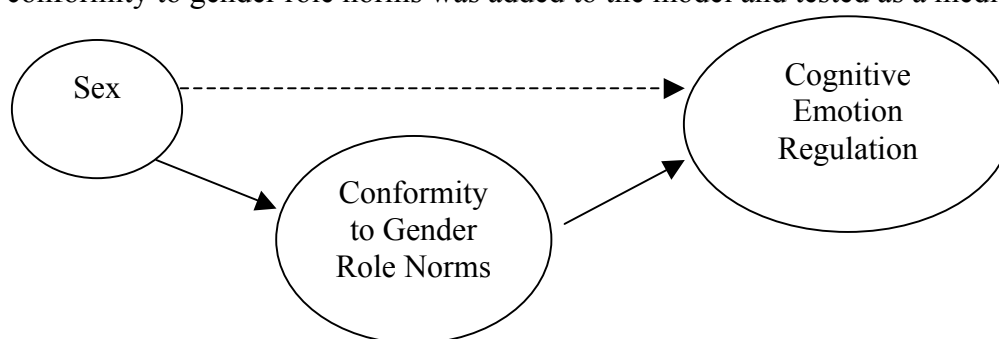 conformity to gender role norms was added to the model and tested as a
Sex
Cognitive
Emotion
Regulation
Conformity
to Gender
Role Norms